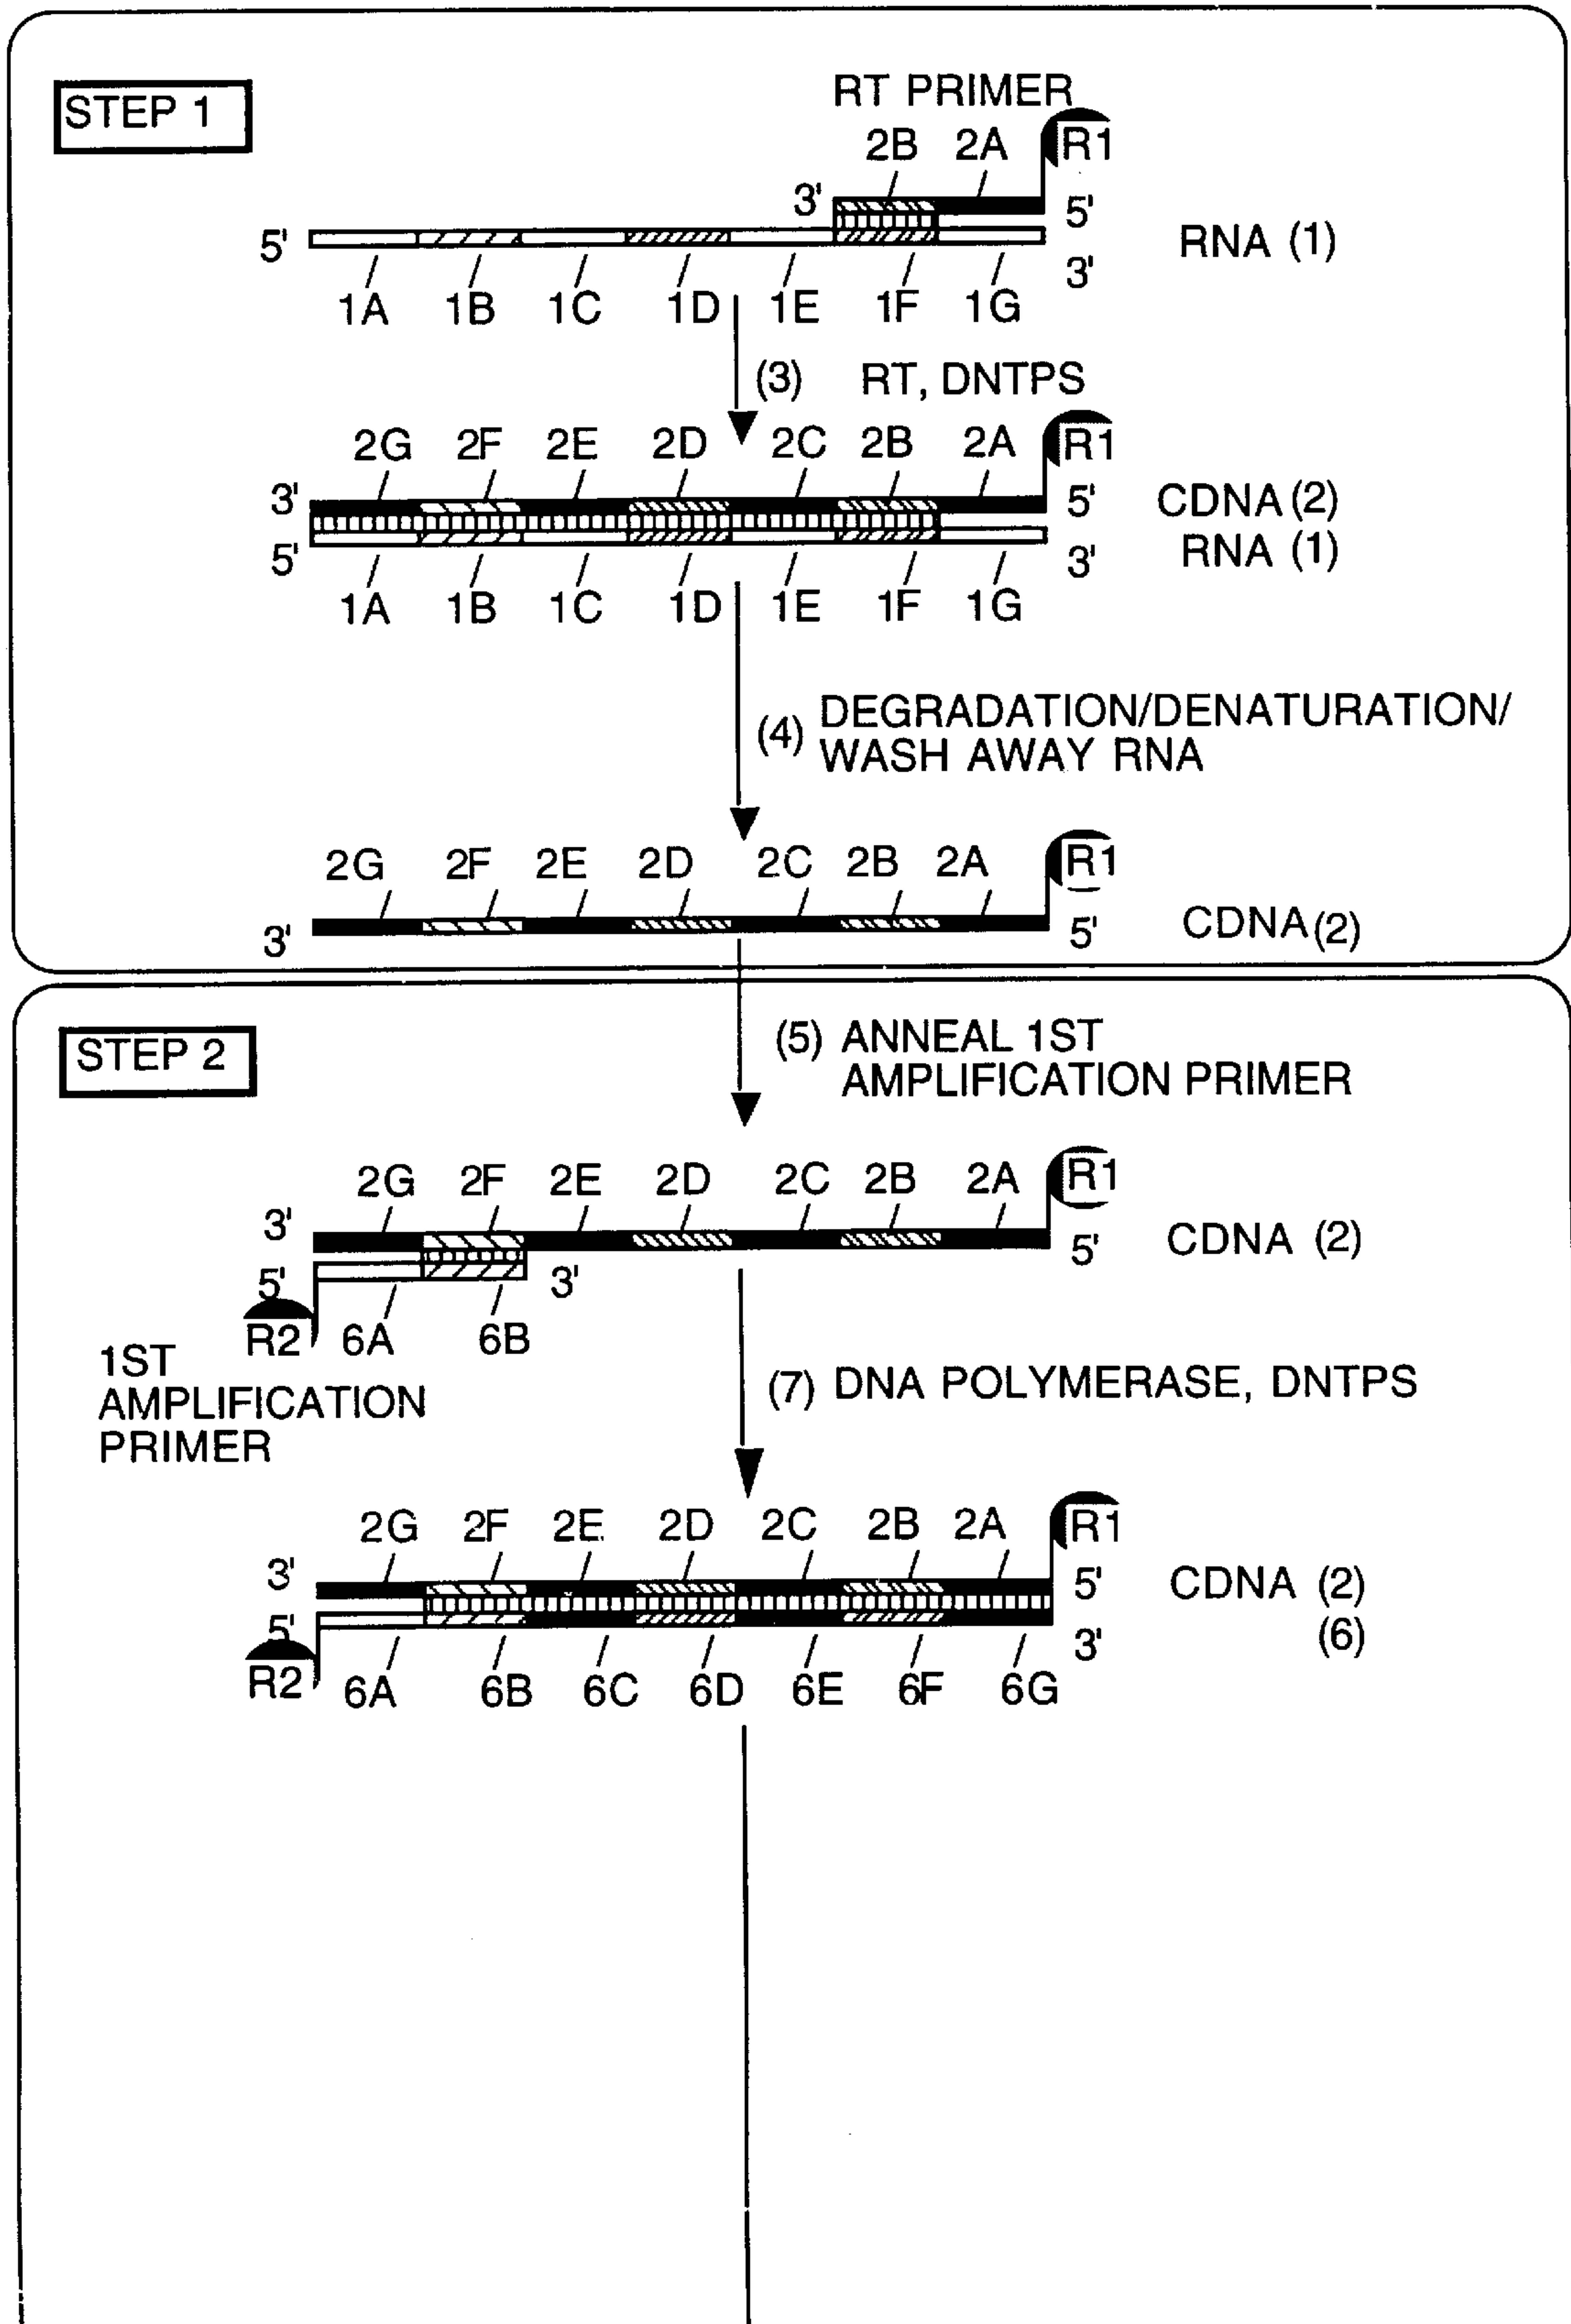 STEP 1
RT PRIMER
2B 2A R1
3' 5'
5' RNA (1)
3'
1A 1B 1C 1D 1E 1F 1G
(3) RT, DNTPS
2G 2F 2E 2D 2C 2B 2A R1
3' 5' CDNA (2)
5' 3' RNA (1)
1A 1B 1C 1D 1E 1F 1G
(4) DEGRADATION/DENATURATION/
WASH AWAY RNA
2G 2F 2E 2D 2C 2B 2A R1
3' 5' CDNA (2)
STEP 2
(5) ANNEAL 1ST
AMPLIFICATION PRIMER
2G 2F 2E 2D 2C 2B 2A R1
3' 5' CDNA (2)
5' 3'
R2 6A 6B
1ST
AMPLIFICATION
PRIMER
(7) DNA POLYMERASE, DNTPS
2G 2F 2E 2D 2C 2B 2A R1
3' 5' CDNA (2)
5' 3' (6)
R2 6A 6B 6C 6D 6E 6F 6G